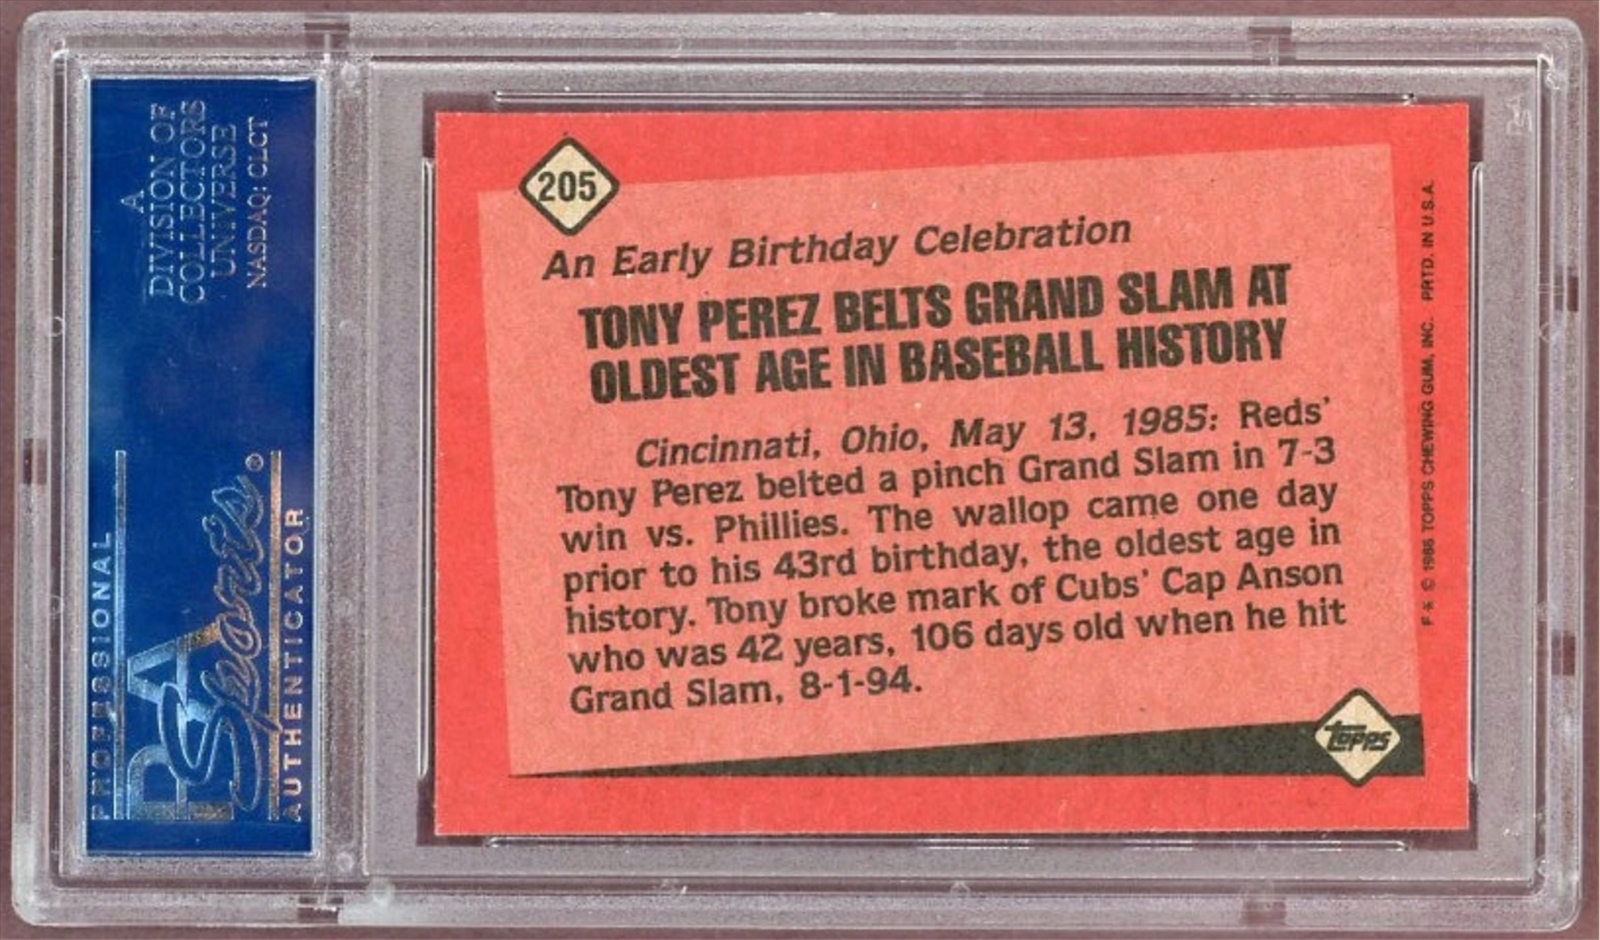 A
DIVISION OF
COLLECTORS
UNIVERSE
NASDAQ: CLCT
PROFESSIONAL
PSA
Sports®
AUTHENTICATOR
205
An Early Birthday Celebration
TONY PEREZ BELTS GRAND SLAM AT
OLDEST AGE IN BASEBALL HISTORY
Cincinnati, Ohio, May 13, 1985: Reds'
Tony Perez belted a pinch Grand Slam in 7-3
win vs. Phillies. The wallop came one day
prior to his 43rd birthday, the oldest age in
history. Tony broke mark of Cubs' Cap Anson
who was 42 years, 106 days old when he hit
Grand Slam, 8-1-94.
topps
© 1986 TOPPS CHEWING GUM, INC. PRTD. IN U.S.A.
PSA